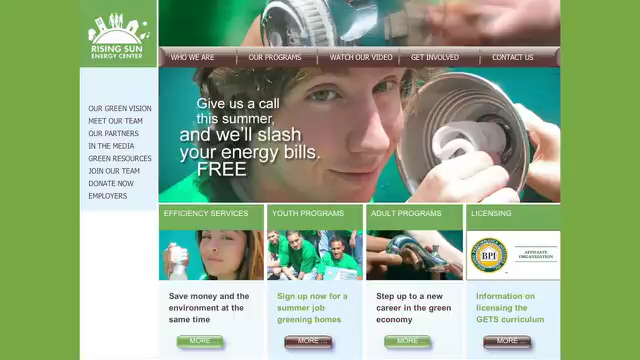 RISING SUN
ENERGY CENTER
WHO WE ARE
OUR PROGRAMS
WATCH OUR VIDEO
GET INVOLVED
CONTACT US
OUR GREEN VISION
MEET OUR TEAM
OUR PARTNERS
IN THE MEDIA
GREEN RESOURCES
JOIN OUR TEAM
DONATE NOW
EMPLOYERS
Give us a call
this summer,
and we'll slash
your energy bills.
FREE
EFFICIENCY SERVICES
YOUTH PROGRAMS
ADULT PROGRAMS
LICENSING
BPI
AFFILIATE
ORGANIZATION
Save money and the
environment at the
same time
MORE ...
Sign up now for a
summer job
greening homes
MORE ...
Step up to a new
career in the green
economy
MORE ...
Information on
licensing the
GETS curriculum
MORE ...